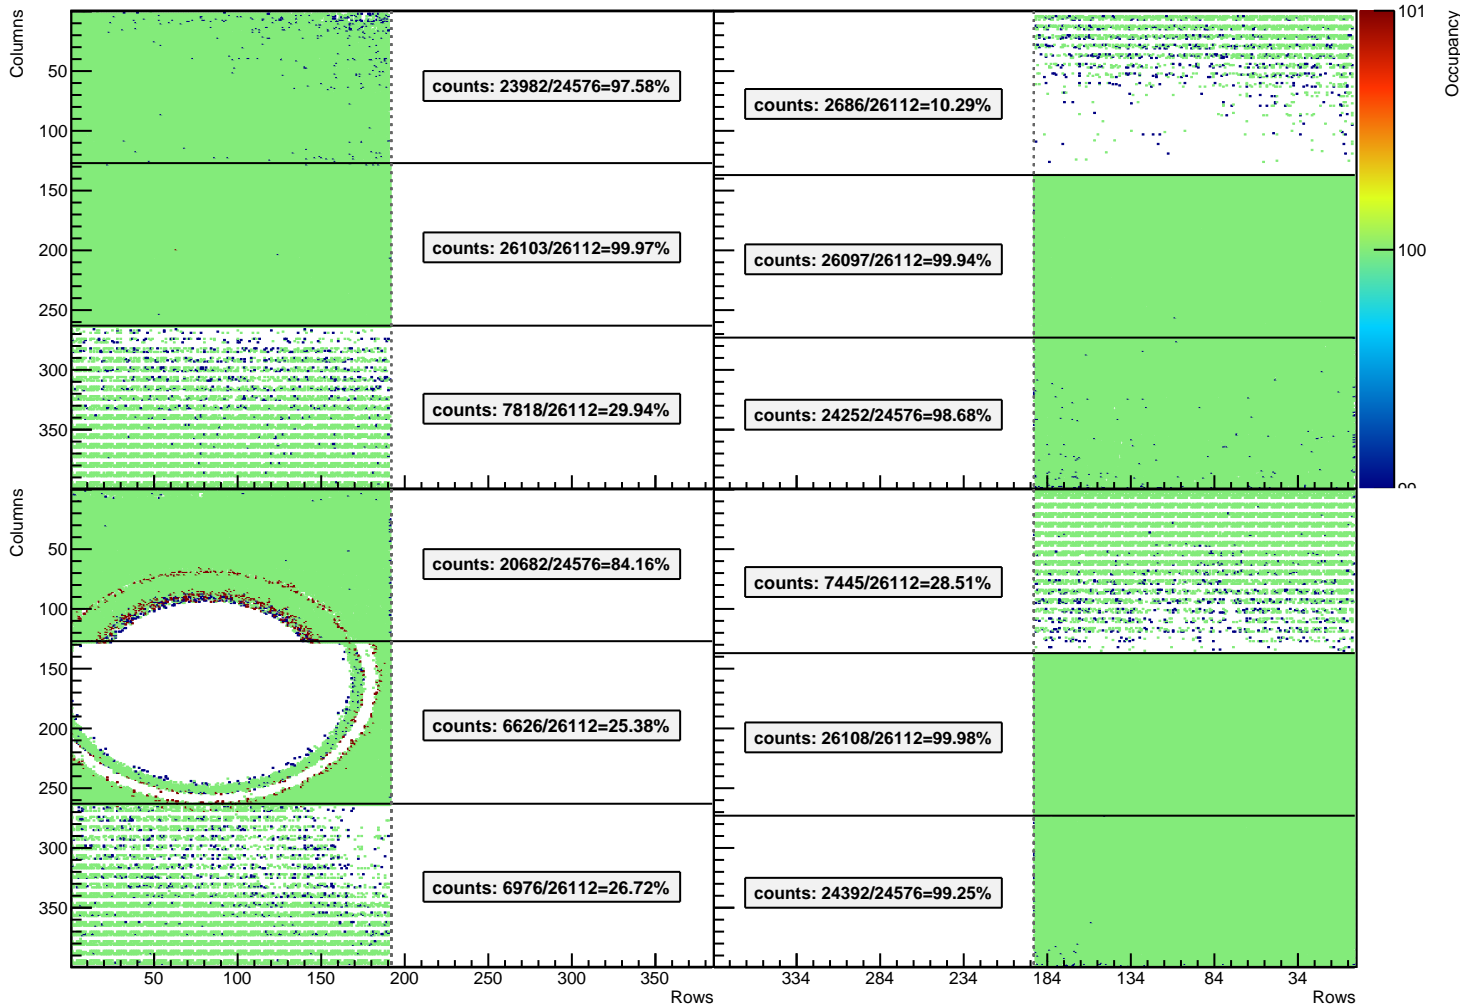 Columns
50
100
150
200
250
300
350
counts: 23982/24576=97.58%
counts: 26103/26112=99.97%
counts: 7818/26112=29.94%
counts: 2686/26112=10.29%
counts: 26097/26112=99.94%
counts: 24252/24576=98.68%
101
100
99
Occupancy
Columns
50
100
150
200
250
300
350
counts: 20682/24576=84.16%
counts: 6626/26112=25.38%
counts: 6976/26112=26.72%
counts: 7445/26112=28.51%
counts: 26108/26112=99.98%
counts: 24392/24576=99.25%
50 100 150 200 250 300 350
Rows
334 284 234 184 134 84 34
Rows